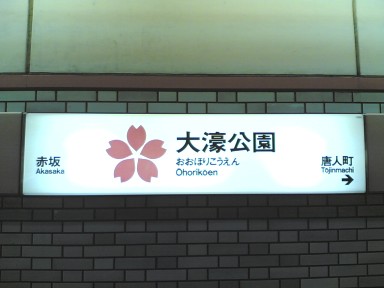 赤坂
Akasaka
大濠公園
おおほりこうえん
Ōhorikōen
唐人町
Tōjinmachi
→